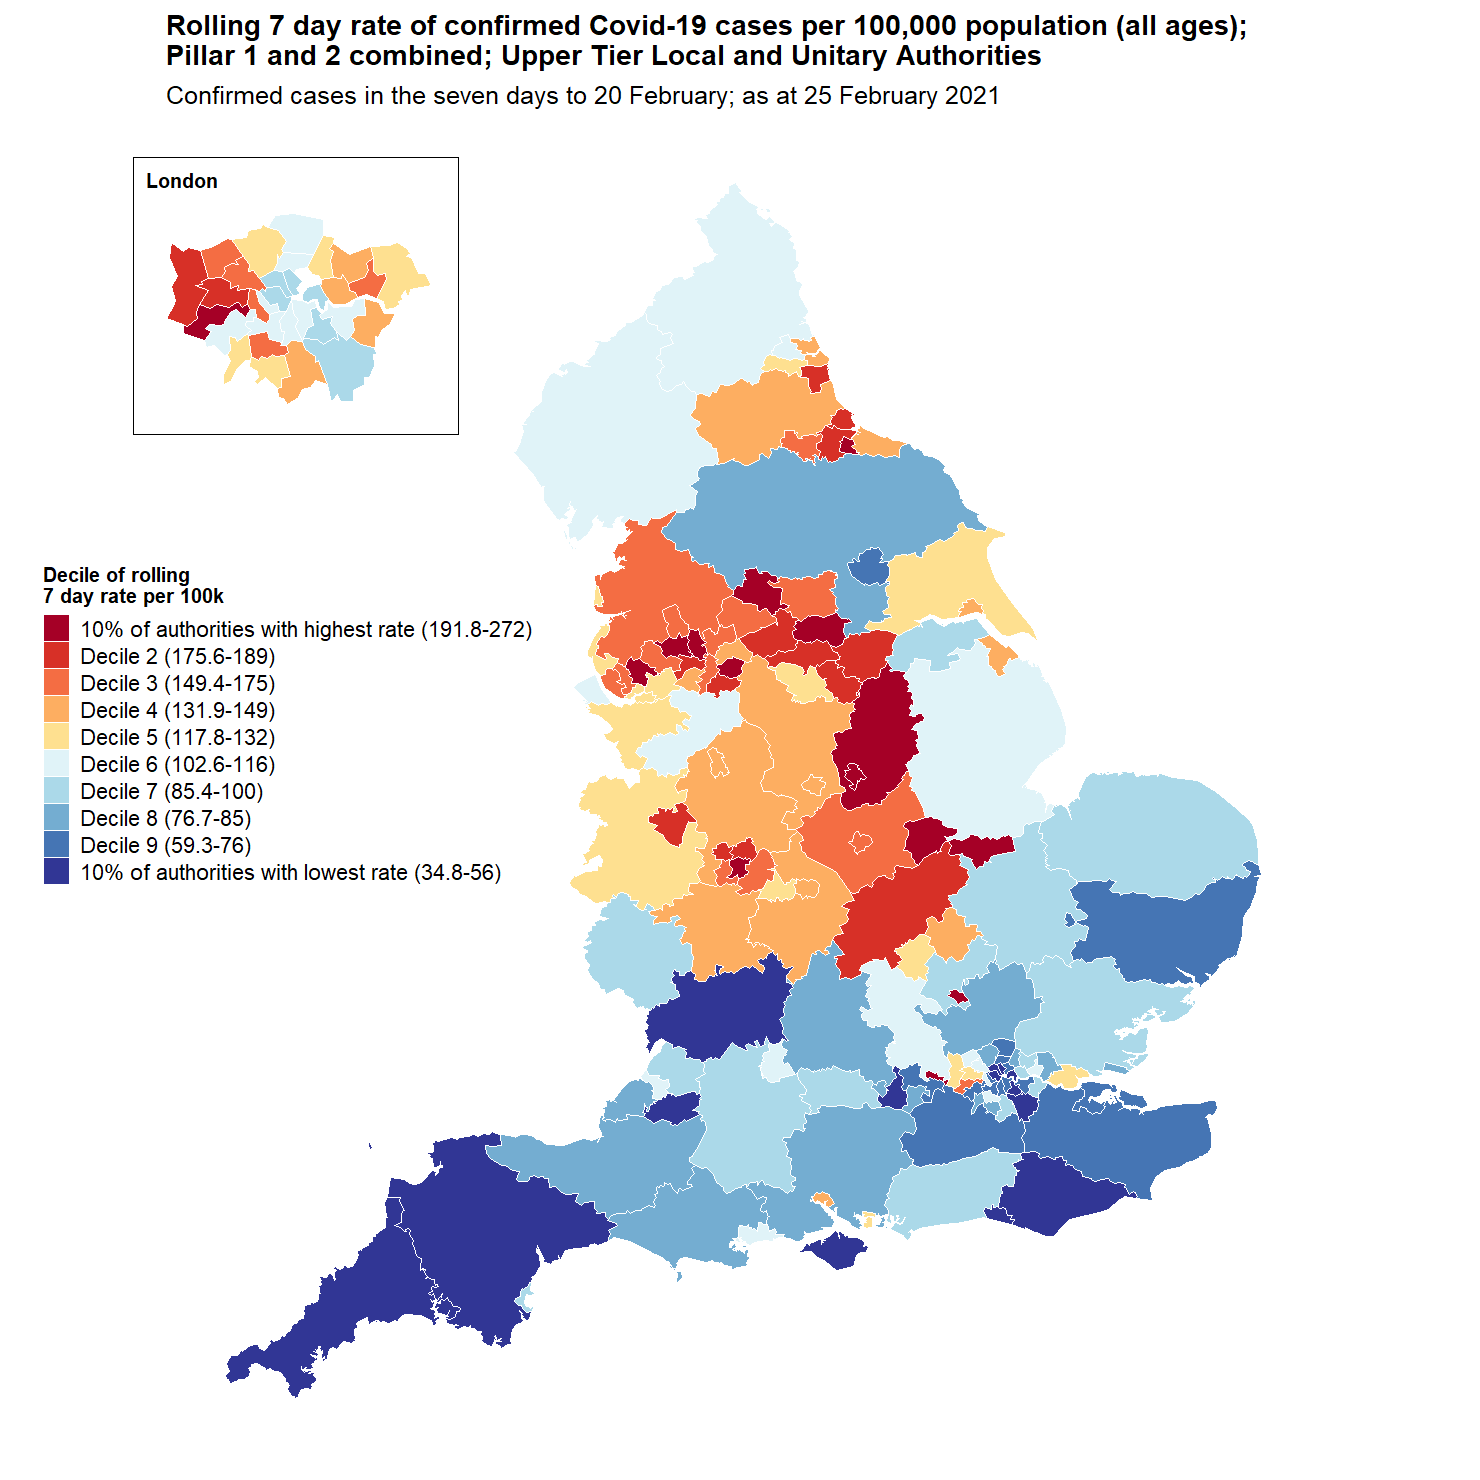 Rolling 7 day rate of confirmed Covid-19 cases per 100,000 population (all ages);
Pillar 1 and 2 combined; Upper Tier Local and Unitary Authorities
Confirmed cases in the seven days to 20 February; as at 25 February 2021
London
Decile of rolling
7 day rate per 100k
10% of authorities with highest rate (191.8-272)
Decile 2 (175.6-189)
Decile 3 (149.4-175)
Decile 4 (131.9-149)
Decile 5 (117.8-132)
Decile 6 (102.6-116)
Decile 7 (85.4-100)
Decile 8 (76.7-85)
Decile 9 (59.3-76)
10% of authorities with lowest rate (34.8-56)